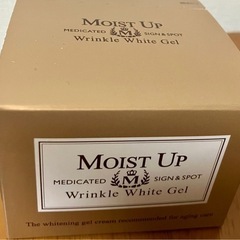 MOIST UP
MEDICATED M SIGN & SPOT
Wrinkle White Gel
MOIST UP
MEDICATED M SIGN & SPOT
Wrinkle White Gel
The whitening gel cream recommended for aging care